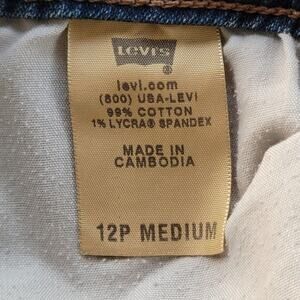 LEVI'S
levi.com
(800) USA-LEVI
99% COTTON
1% LYCRA® SPANDEX
MADE IN
CAMBODIA
12P MEDIUM